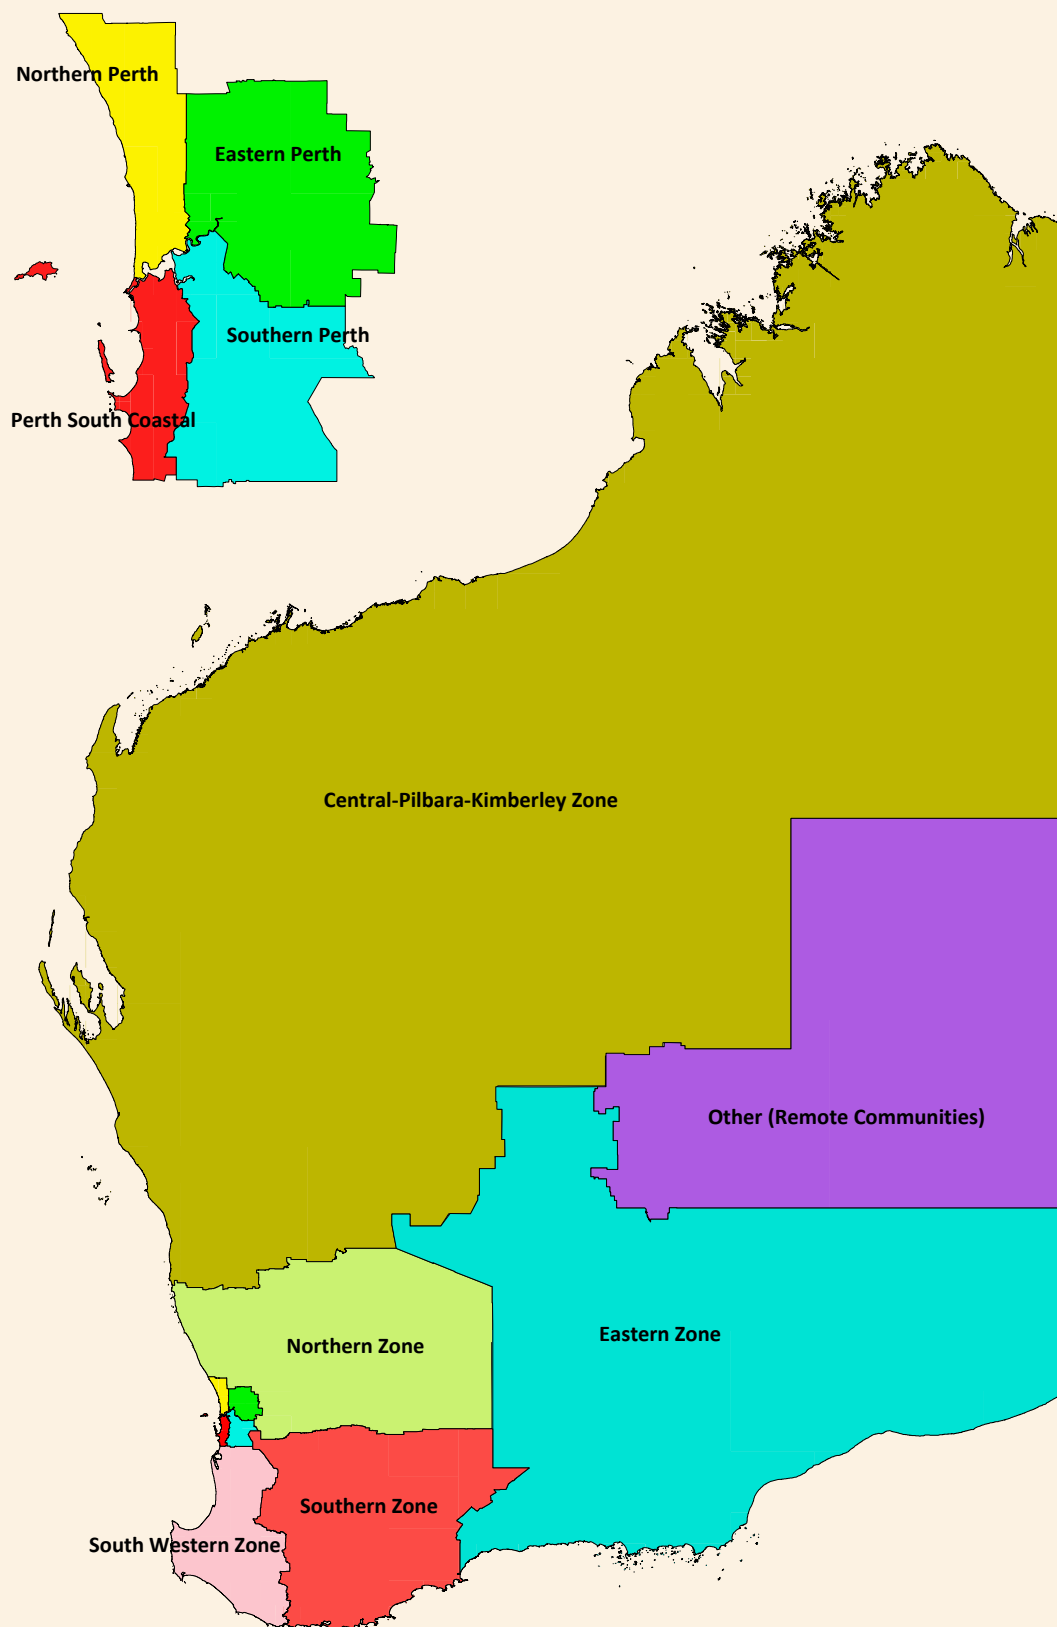 Northern Perth
Eastern Perth
Southern Perth
Perth South Coastal
Central-Pilbara-Kimberley Zone
Other (Remote Communities)
Eastern Zone
Northern Zone
Southern Zone
South Western Zone